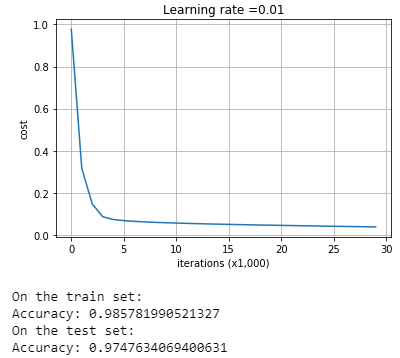 Learning rate =0.01
1.0
0.8
0.6
0.4
0.2
0.0
cost
0 5 10 15 20 25 30
iterations (x1,000)
On the train set:
Accuracy: 0.985781990521327
On the test set:
Accuracy: 0.9747634069400631